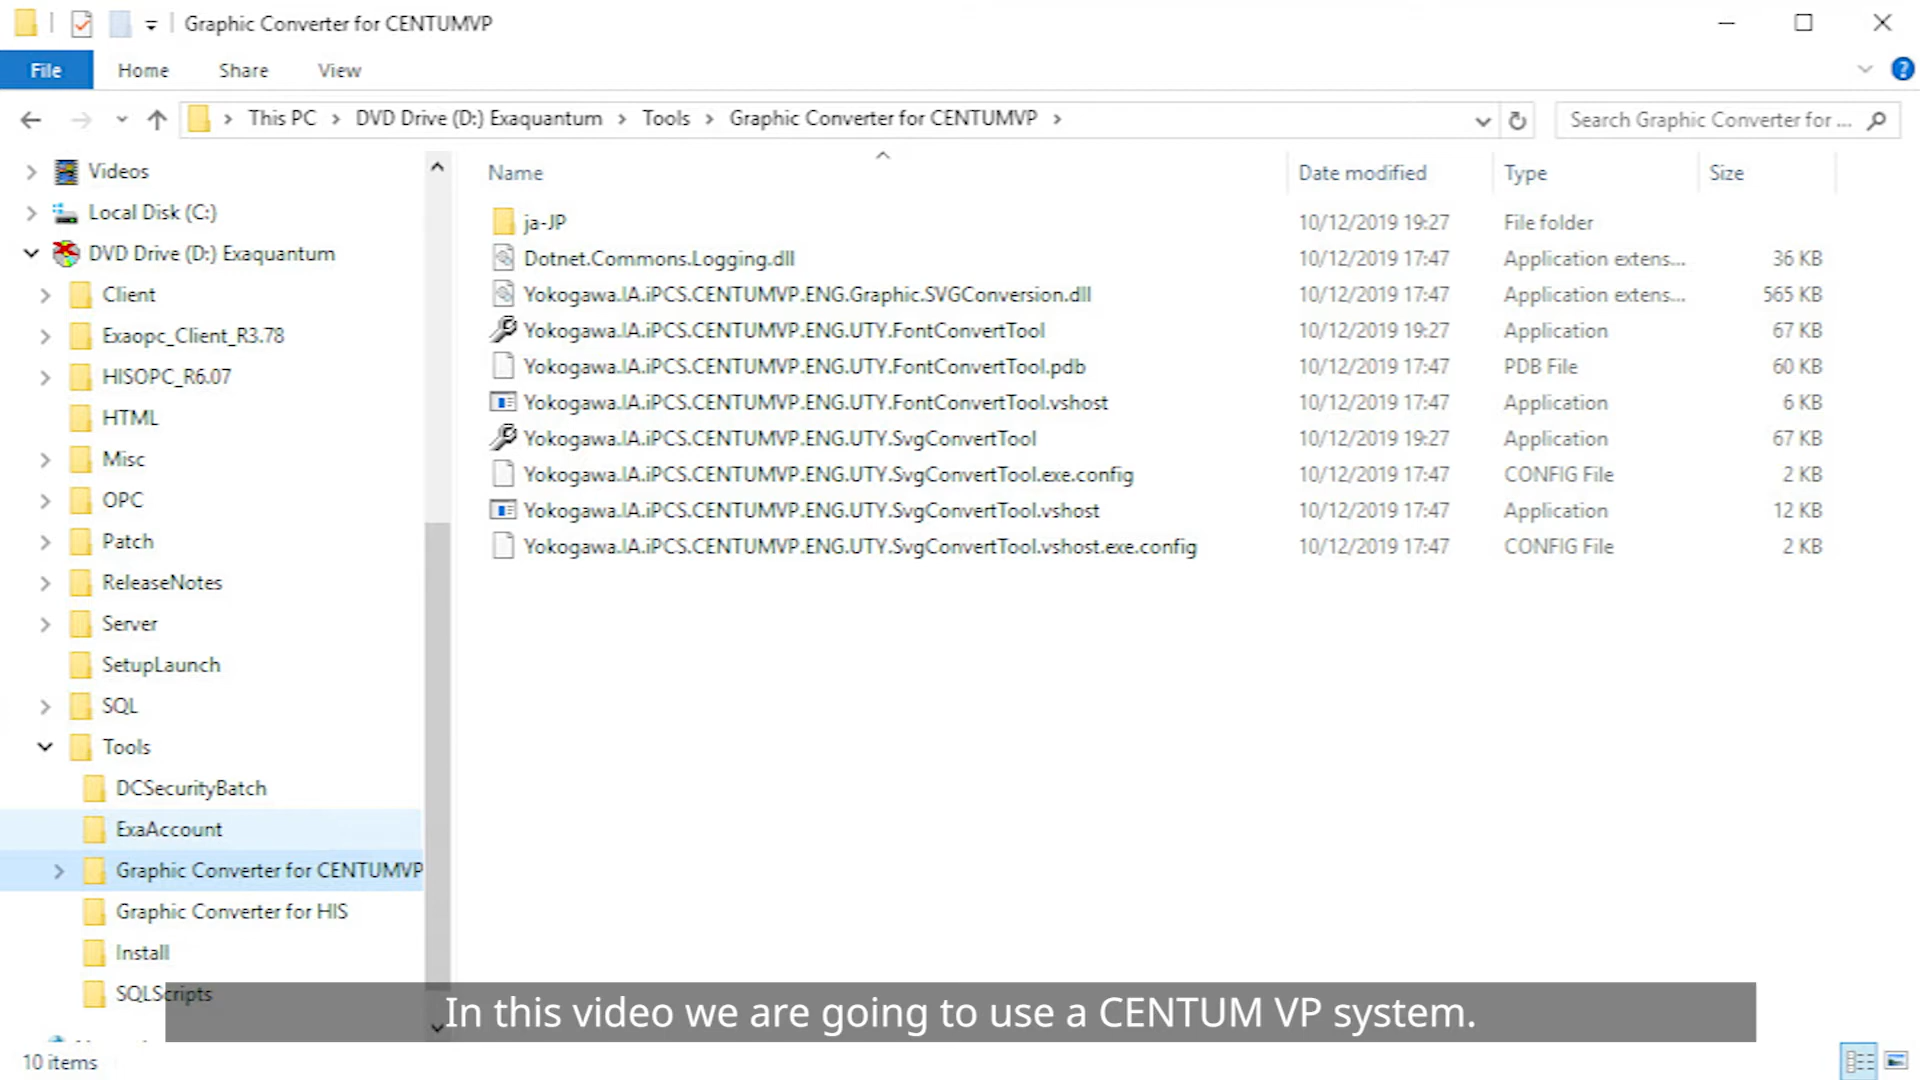 Graphic Converter for CENTUMVP
File Home Share View
This PC DVD Drive (D:) Exaquantum Tools Graphic Converter for CENTUMVP
Search Graphic Converter for ...
Videos
Local Disk (C:)
DVD Drive (D:) Exaquantum
Client
Exaopc_Client_R3.78
HISOPC_R6.07
HTML
Misc
OPC
Patch
ReleaseNotes
Server
SetupLaunch
SQL
Tools
DCSecurityBatch
ExaAccount
Graphic Converter for CENTUMVP
Graphic Converter for HIS
Install
SQLScripts
Name Date modified Type Size
ja-JP 10/12/2019 19:27 File folder
Dotnet.Commons.Logging.dll 10/12/2019 17:47 Application extens... 36 KB
Yokogawa.IA.iPCS.CENTUMVP.ENG.Graphic.SVGConversion.dll 10/12/2019 17:47 Application extens... 565 KB
Yokogawa.IA.iPCS.CENTUMVP.ENG.UTY.FontConvertTool 10/12/2019 19:27 Application 67 KB
Yokogawa.IA.iPCS.CENTUMVP.ENG.UTY.FontConvertTool.pdb 10/12/2019 17:47 PDB File 60 KB
Yokogawa.IA.iPCS.CENTUMVP.ENG.UTY.FontConvertTool.vshost 10/12/2019 17:47 Application 6 KB
Yokogawa.IA.iPCS.CENTUMVP.ENG.UTY.SvgConvertTool 10/12/2019 19:27 Application 67 KB
Yokogawa.IA.iPCS.CENTUMVP.ENG.UTY.SvgConvertTool.exe.config 10/12/2019 17:47 CONFIG File 2 KB
Yokogawa.IA.iPCS.CENTUMVP.ENG.UTY.SvgConvertTool.vshost 10/12/2019 17:47 Application 12 KB
Yokogawa.IA.iPCS.CENTUMVP.ENG.UTY.SvgConvertTool.vshost.exe.config 10/12/2019 17:47 CONFIG File 2 KB
In this video we are going to use a CENTUM VP system.
10 items